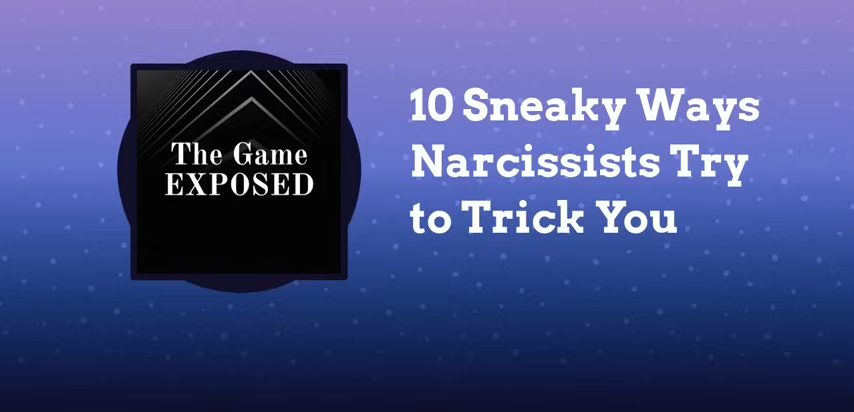 The Game
EXPOSED
10 Sneaky Ways
Narcissists Try
to Trick You